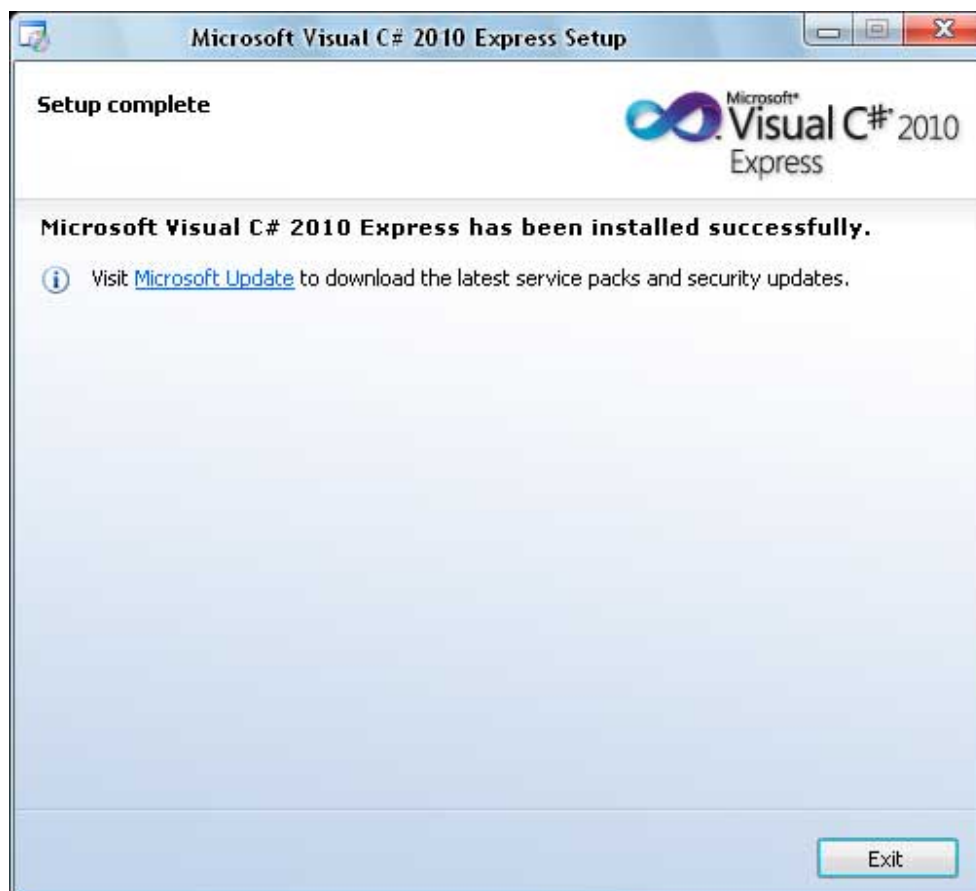 Microsoft Visual C# 2010 Express Setup
Setup complete
Microsoft®
Visual C#® 2010
Express
Microsoft Visual C# 2010 Express has been installed successfully.
Visit Microsoft Update to download the latest service packs and security updates.
Exit